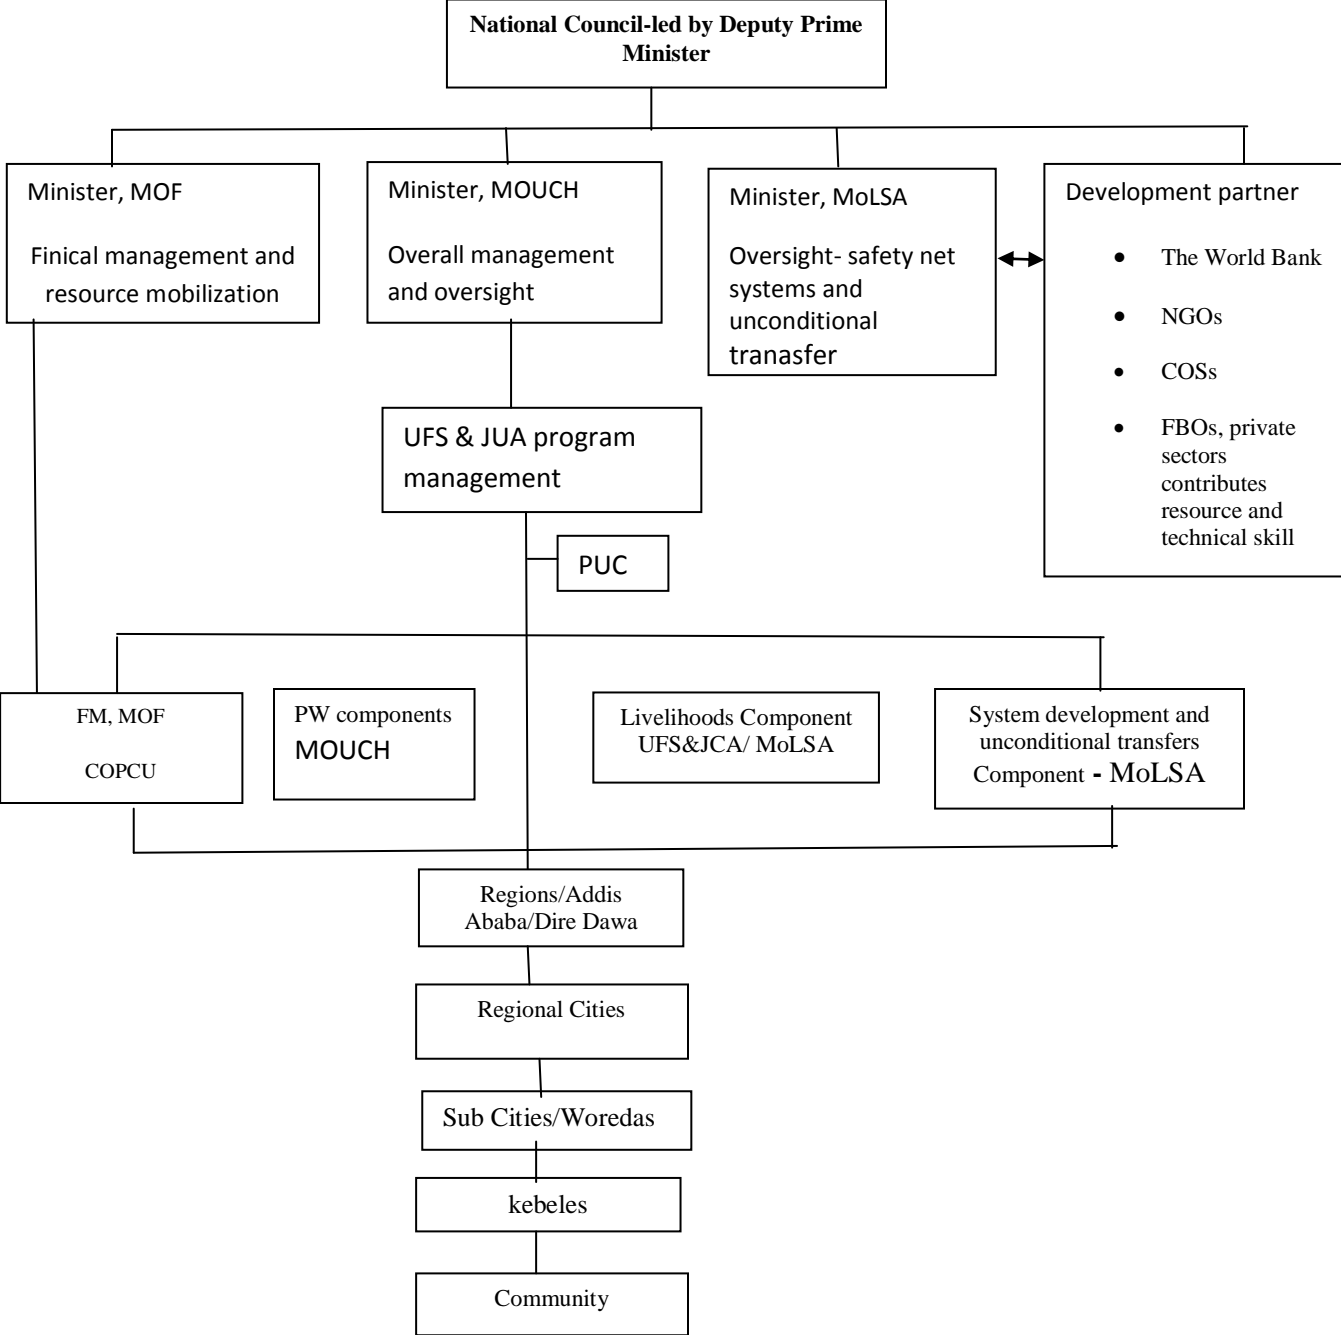 National Council-led by Deputy Prime
Minister
Minister, MOF
Finical management and
resource mobilization
Minister, MOUCH
Overall management
and oversight
Minister, MoLSA
Oversight- safety net
systems and
unconditional
tranasfer
Development partner
• The World Bank
• NGOs
• COSs
• FBOs, private
sectors
contributes
resource and
technical skill
UFS & JUA program
management
PUC
FM, MOF
COPCU
PW components
MOUCH
Livelihoods Component
UFS&JCA/ MoLSA
System development and
unconditional transfers
Component - MoLSA
Regions/Addis
Ababa/Dire Dawa
Regional Cities
Sub Cities/Woredas
kebeles
Community